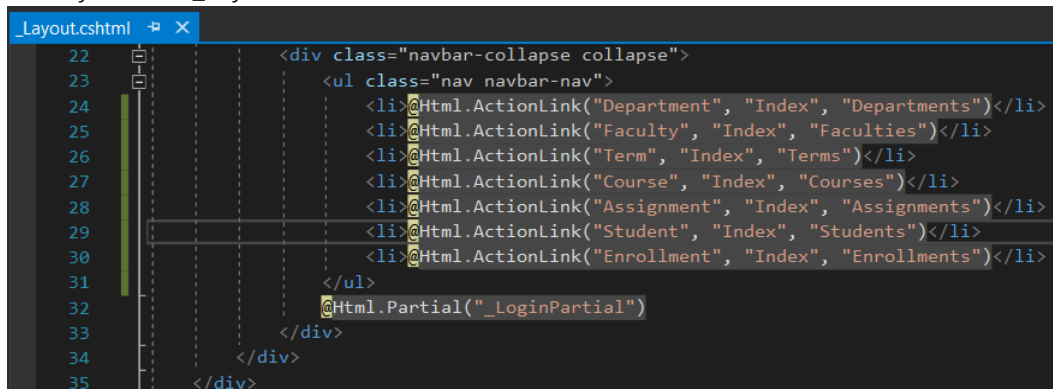 _Layout.cshtml
22 <div class="navbar-collapse collapse">
23 <ul class="nav navbar-nav">
24 <li>@Html.ActionLink("Department", "Index", "Departments")</li>
25 <li>@Html.ActionLink("Faculty", "Index", "Faculties")</li>
26 <li>@Html.ActionLink("Term", "Index", "Terms")</li>
27 <li>@Html.ActionLink("Course", "Index", "Courses")</li>
28 <li>@Html.ActionLink("Assignment", "Index", "Assignments")</li>
29 <li>@Html.ActionLink("Student", "Index", "Students")</li>
30 <li>@Html.ActionLink("Enrollment", "Index", "Enrollments")</li>
31 </ul>
32 @Html.Partial("_LoginPartial")
33 </div>
34 </div>
35 </div>